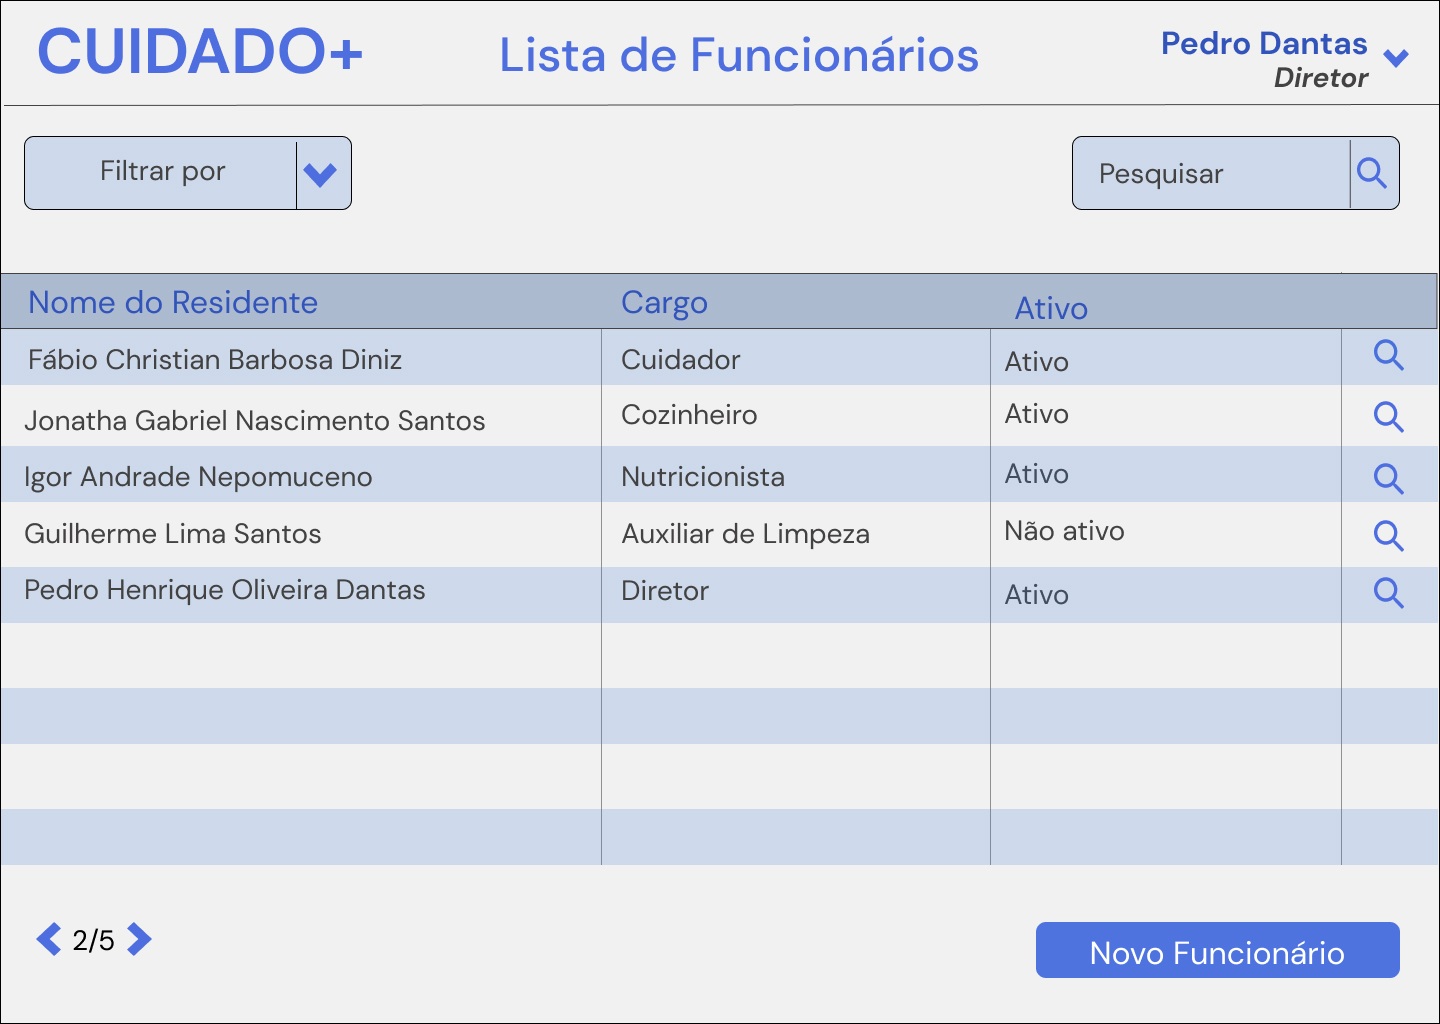 CUIDADO+
Lista de Funcionários
Pedro Dantas
Diretor
Filtrar por
Pesquisar
Nome do Residente Cargo Ativo
Fábio Christian Barbosa Diniz Cuidador Ativo
Jonatha Gabriel Nascimento Santos Cozinheiro Ativo
Igor Andrade Nepomuceno Nutricionista Ativo
Guilherme Lima Santos Auxiliar de Limpeza Não ativo
Pedro Henrique Oliveira Dantas Diretor Ativo
2/5
Novo Funcionário